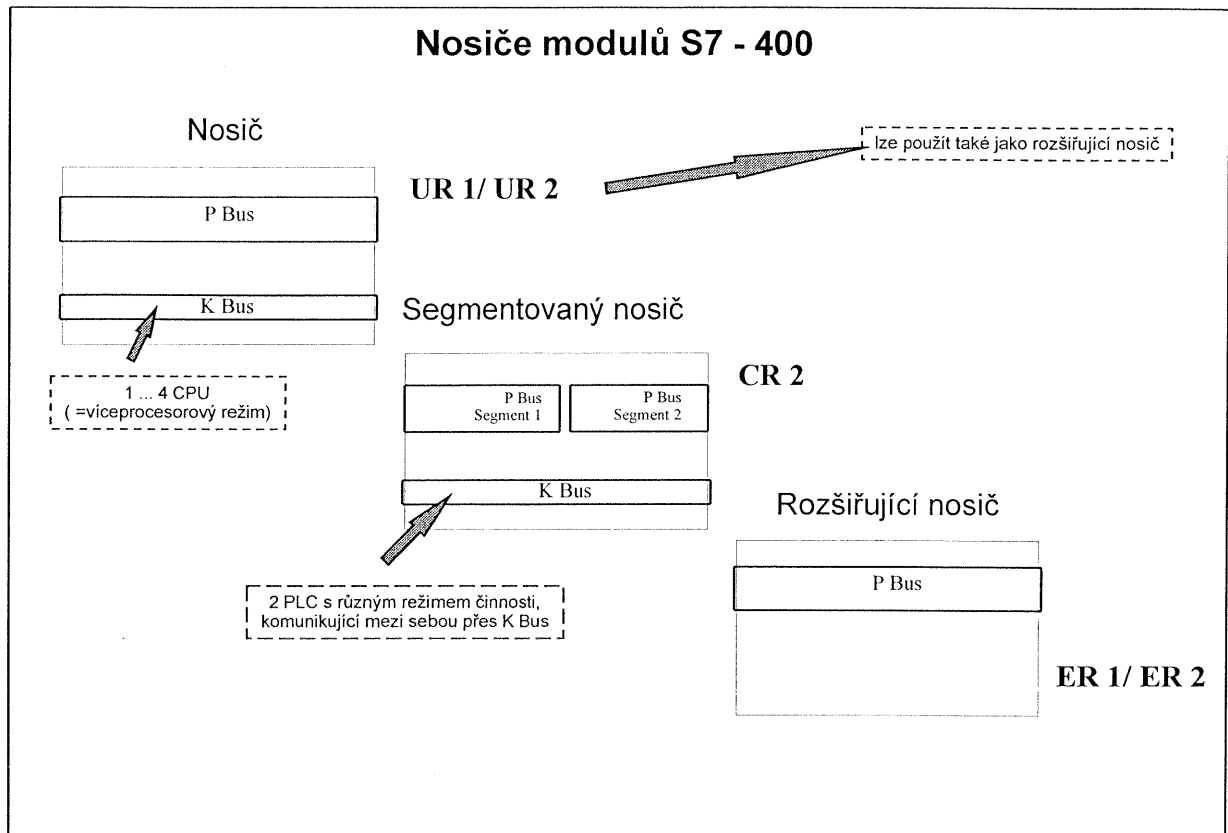 Nosiče modulů S7 - 400
Nosič
lze použít také jako rozšiřující nosič
UR 1/ UR 2
P Bus
K Bus
Segmentovaný nosič
1 ... 4 CPU
( =víceprocesorový režim)
CR 2
P Bus
Segment 1
P Bus
Segment 2
K Bus
Rozšiřující nosič
2 PLC s různým režimem činnosti,
komunikující mezi sebou přes K Bus
P Bus
ER 1/ ER 2